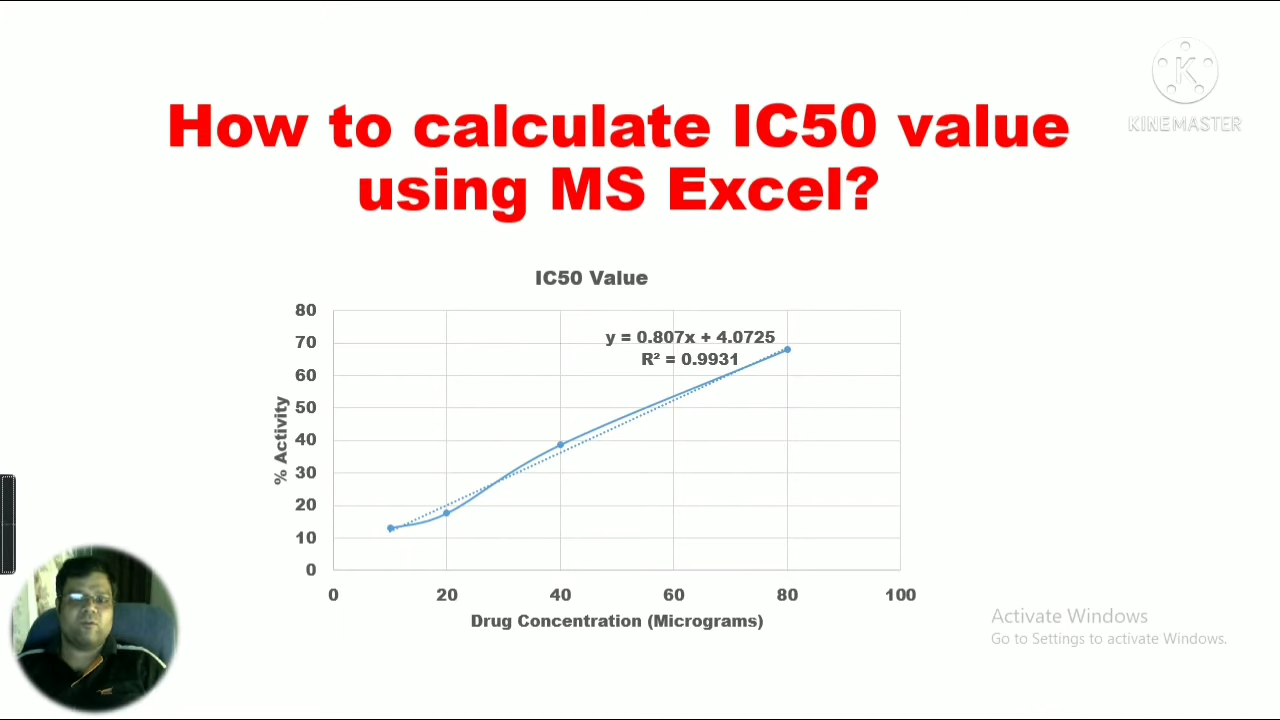 How to calculate IC50 value
using MS Excel?
K
KINEMASTER
IC50 Value
y = 0.807x + 4.0725
R² = 0.9931
80
70
60
50
40
30
20
10
0
% Activity
0 20 40 60 80 100
Drug Concentration (Micrograms)
Activate Windows
Go to Settings to activate Windows.